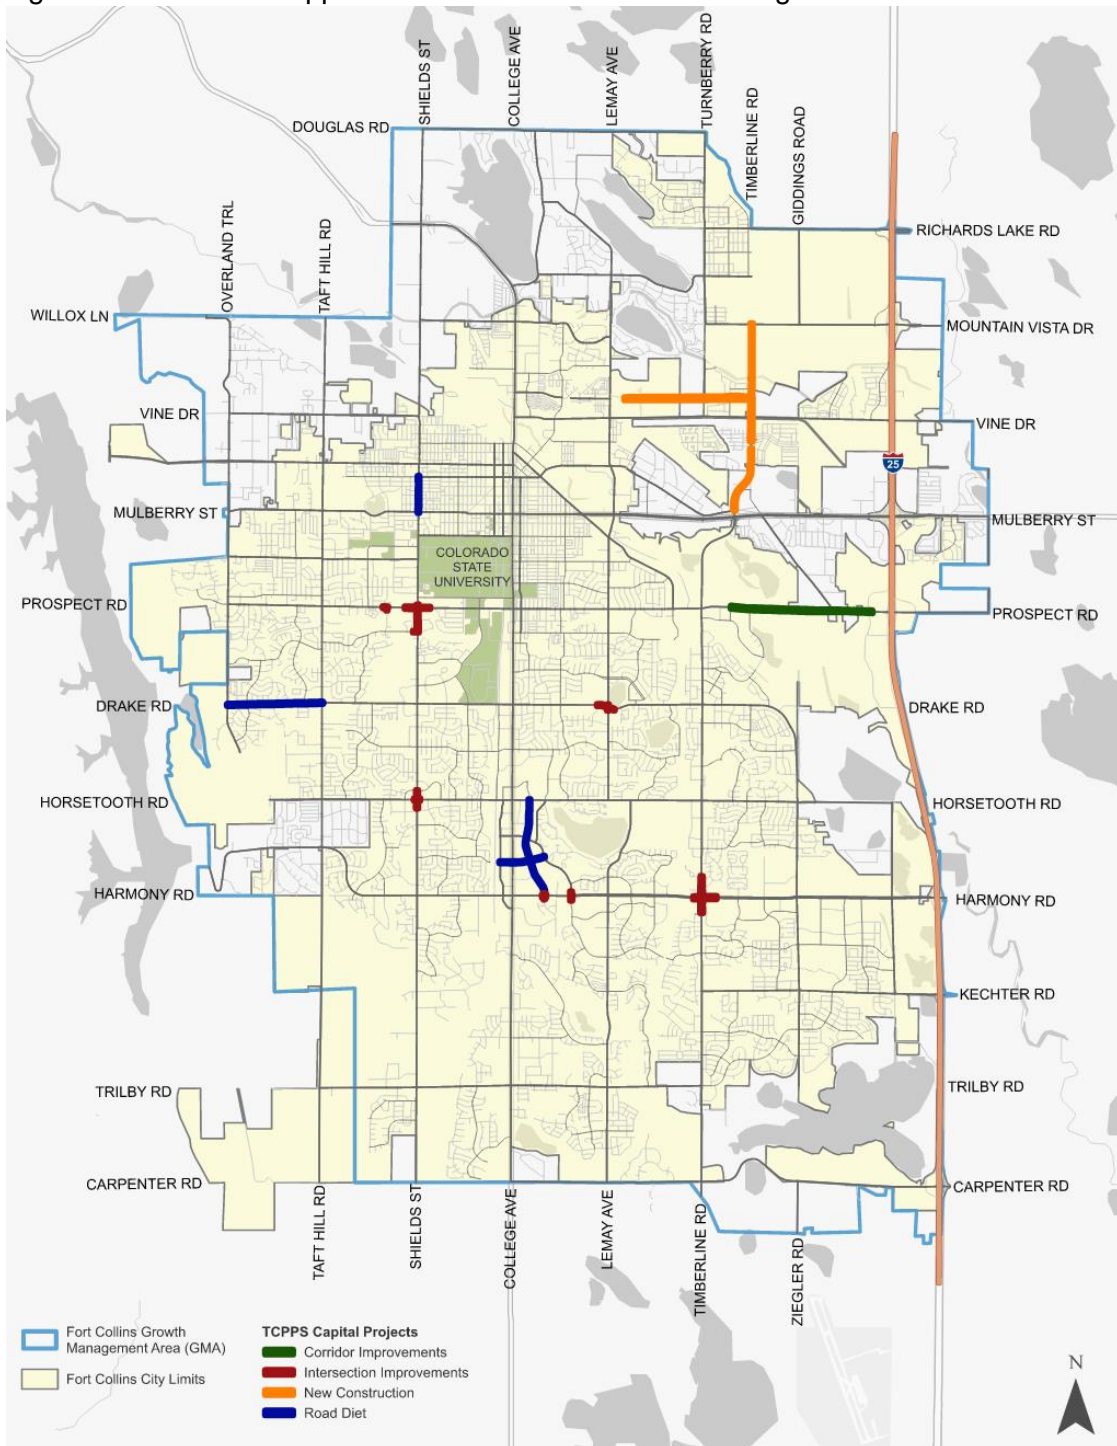 SHIELDS ST
COLLEGE AVE
LEMAY AVE
TURNBERRY RD
TIMBERLINE RD
GIDDINGS ROAD
DOUGLAS RD
OVERLAND TRL
TAFT HILL RD
RICHARDS LAKE RD
WILLOX LN
MOUNTAIN VISTA DR
VINE DR
VINE DR
25
MULBERRY ST
MULBERRY ST
COLORADO
STATE
UNIVERSITY
PROSPECT RD
PROSPECT RD
DRAKE RD
DRAKE RD
HORSETOOTH RD
HORSETOOTH RD
HARMONY RD
HARMONY RD
KECHTER RD
TRILBY RD
TRILBY RD
CARPENTER RD
CARPENTER RD
TAFT HILL RD
SHIELDS ST
COLLEGE AVE
LEMAY AVE
TIMBERLINE RD
ZIEGLER RD
Fort Collins Growth
Management Area (GMA)
Fort Collins City Limits
TCPPS Capital Projects
Corridor Improvements
Intersection Improvements
New Construction
Road Diet
N